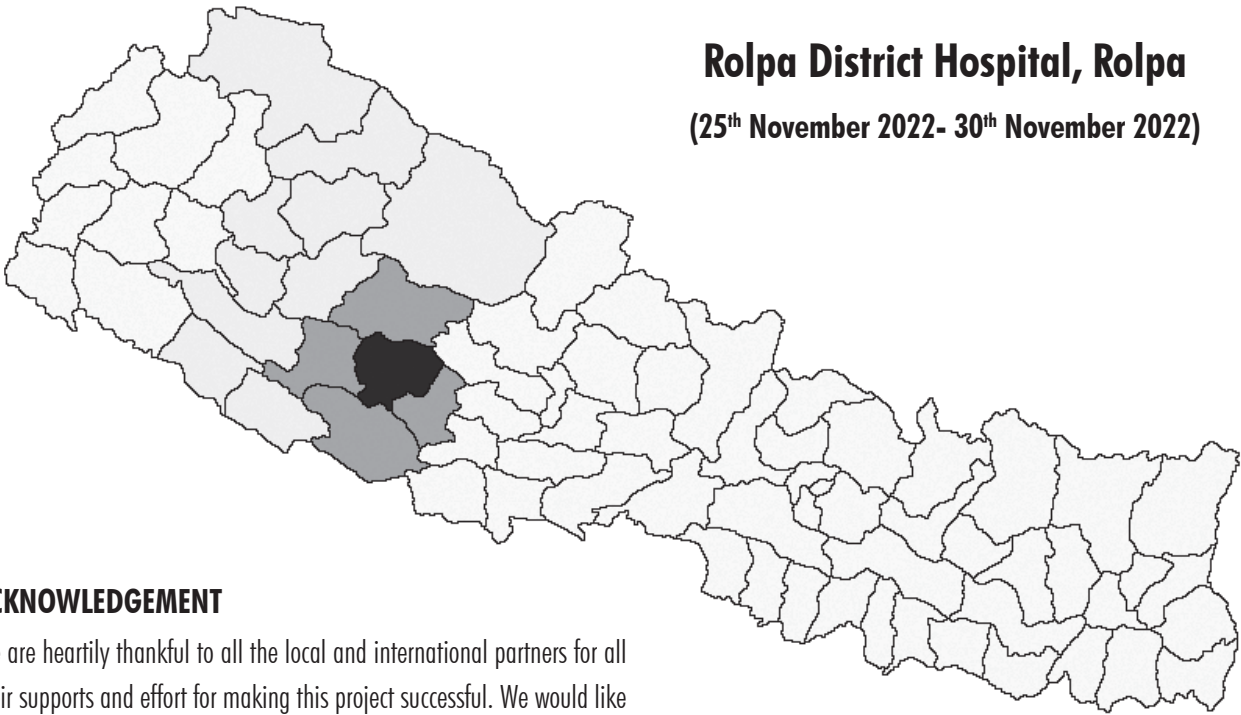 Rolpa District Hospital, Rolpa
(25th November 2022- 30th November 2022)
CKNOWLEDGEMENT
are heartily thankful to all the local and international partners for all
ir supports and effort for making this project successful. We would like